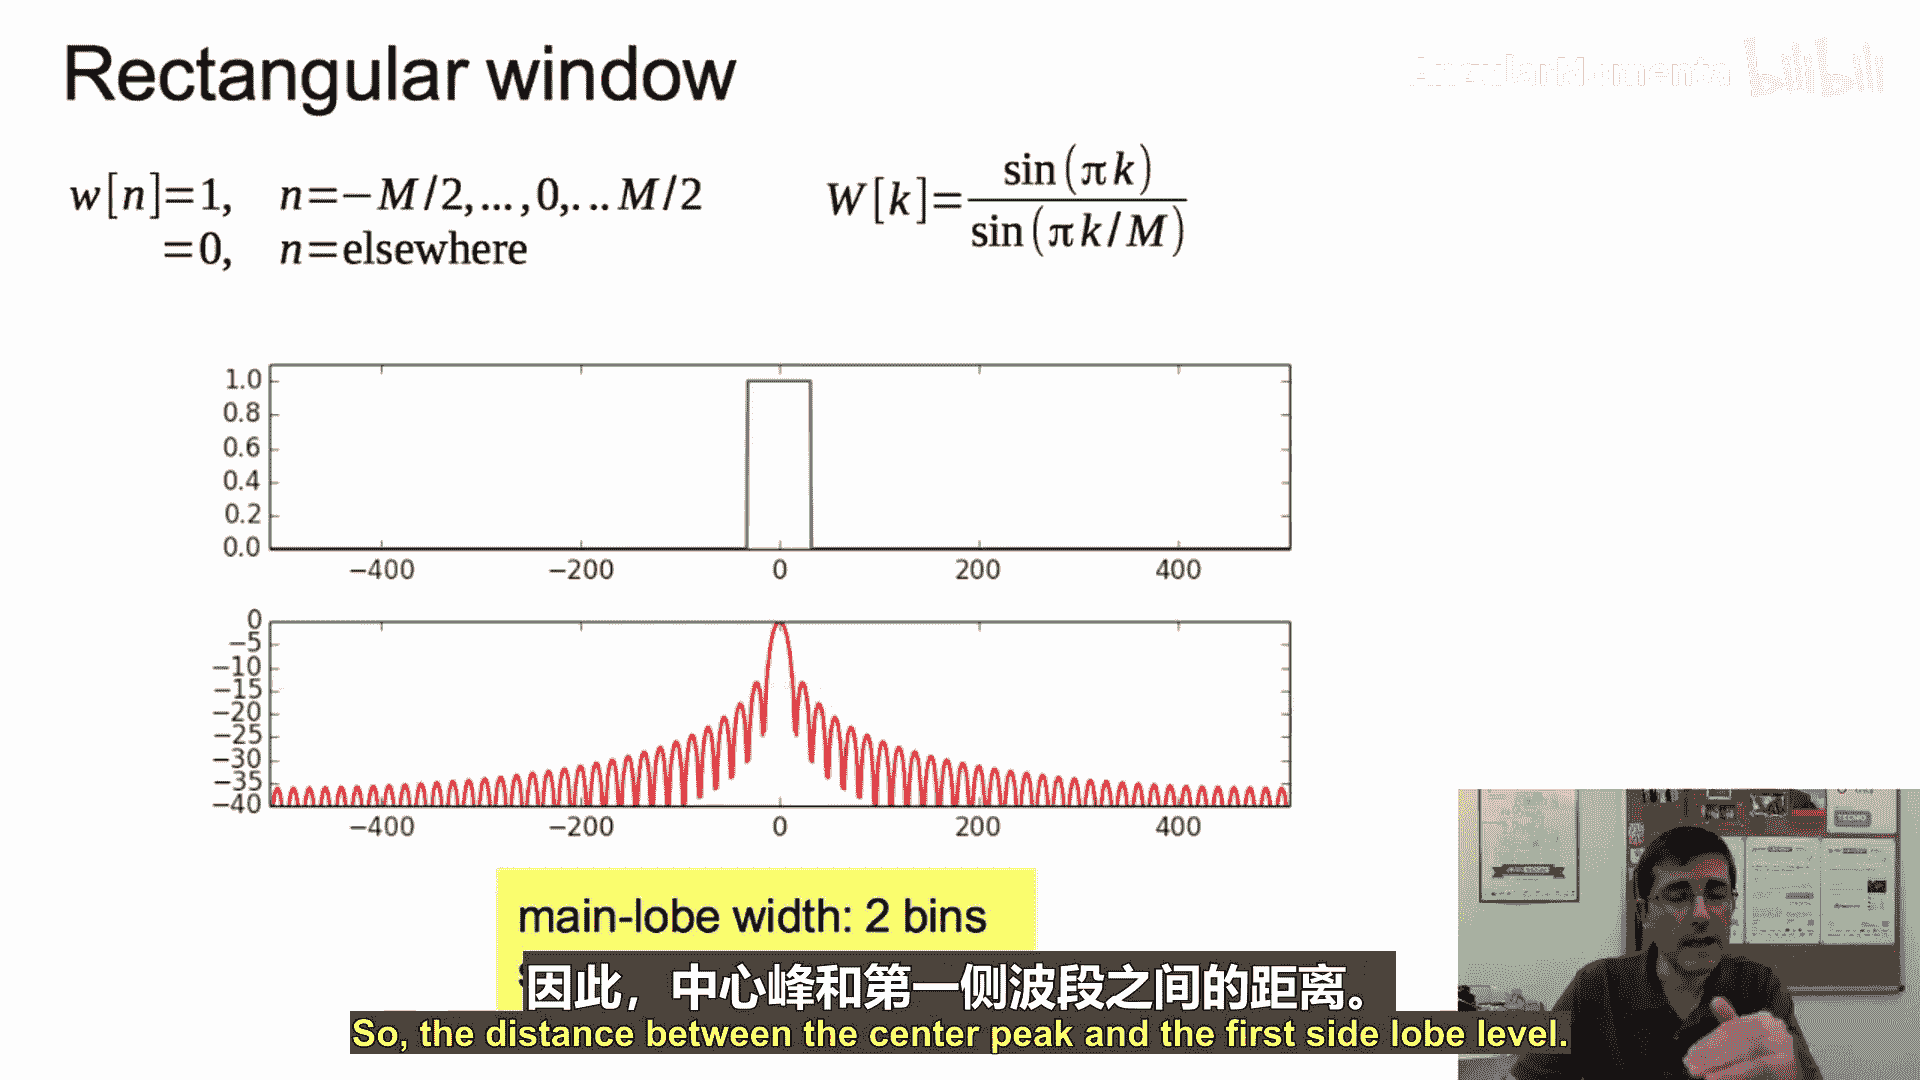 Rectangular window
bilibili
w[n]=1, n=−M/2,...,0,...M/2
=0, n=elsewhere
W[k]=sin(πk)/sin(πk/M)
1.0
0.8
0.6
0.4
0.2
0.0
−400 −200 0 200 400
0
−5
−10
−15
−20
−25
−30
−35
−40
−400 −200 0 200 400
TECNIO
main-lobe width: 2 bins
因此，中心峰和第一侧波段之间的距离。
So, the distance between the center peak and the first side lobe level.